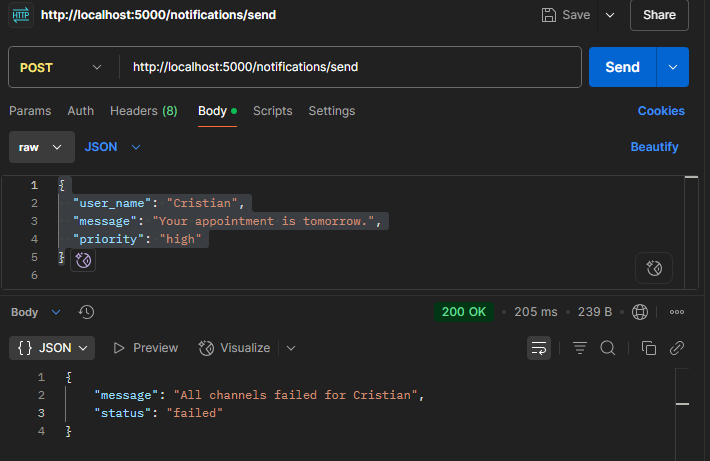 HTTP http://localhost:5000/notifications/send Save Share
POST http://localhost:5000/notifications/send Send
Params Auth Headers (8) Body Scripts Settings Cookies
raw JSON Beautify
1 {
2 "user_name": "Cristian",
3 "message": "Your appointment is tomorrow.",
4 "priority": "high"
5 }
6
Body 200 OK 205 ms 239 B
{} JSON Preview Visualize
1 {
2 "message": "All channels failed for Cristian",
3 "status": "failed"
4 }